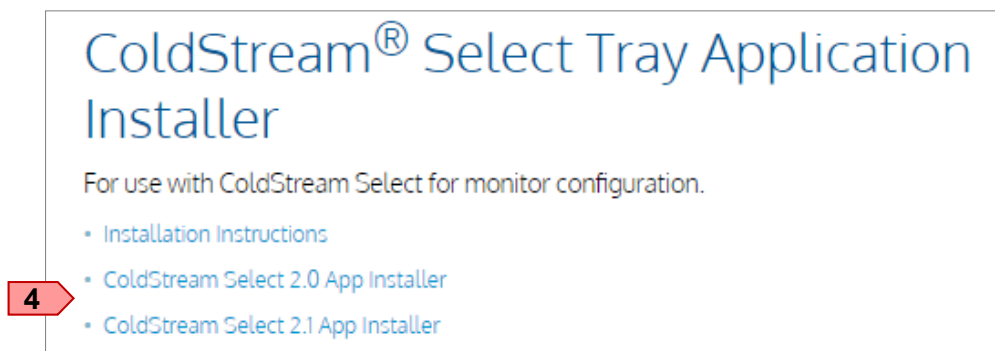 ColdStream® Select Tray Application
Installer
For use with ColdStream Select for monitor configuration.
• Installation Instructions
• ColdStream Select 2.0 App Installer
4
• ColdStream Select 2.1 App Installer